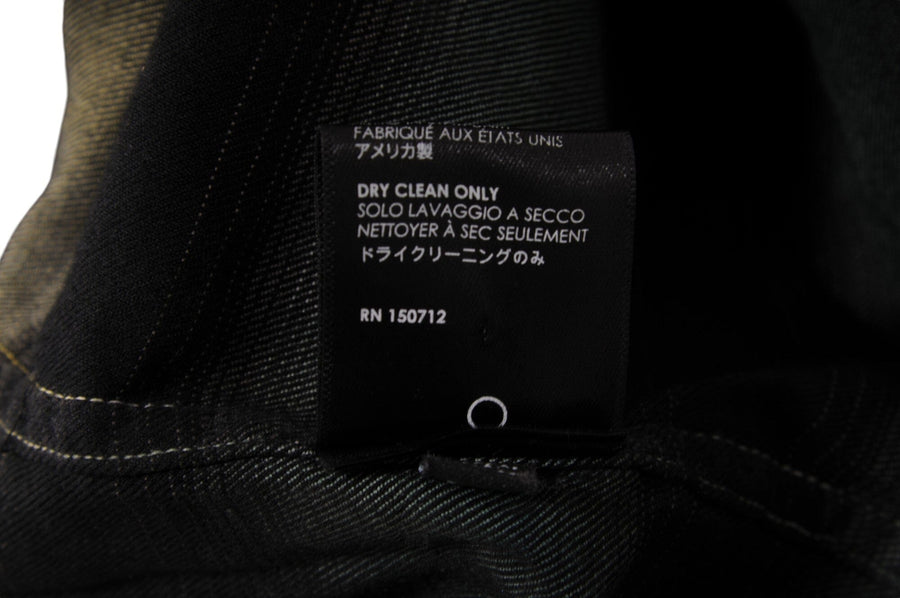 FABRIQUÉ AUX ÉTATS UNIS
アメリカ製
DRY CLEAN ONLY
SOLO LAVAGGIO A SECCO
NETTOYER À SEC SEULEMENT
ドライクリーニングのみ
RN 150712